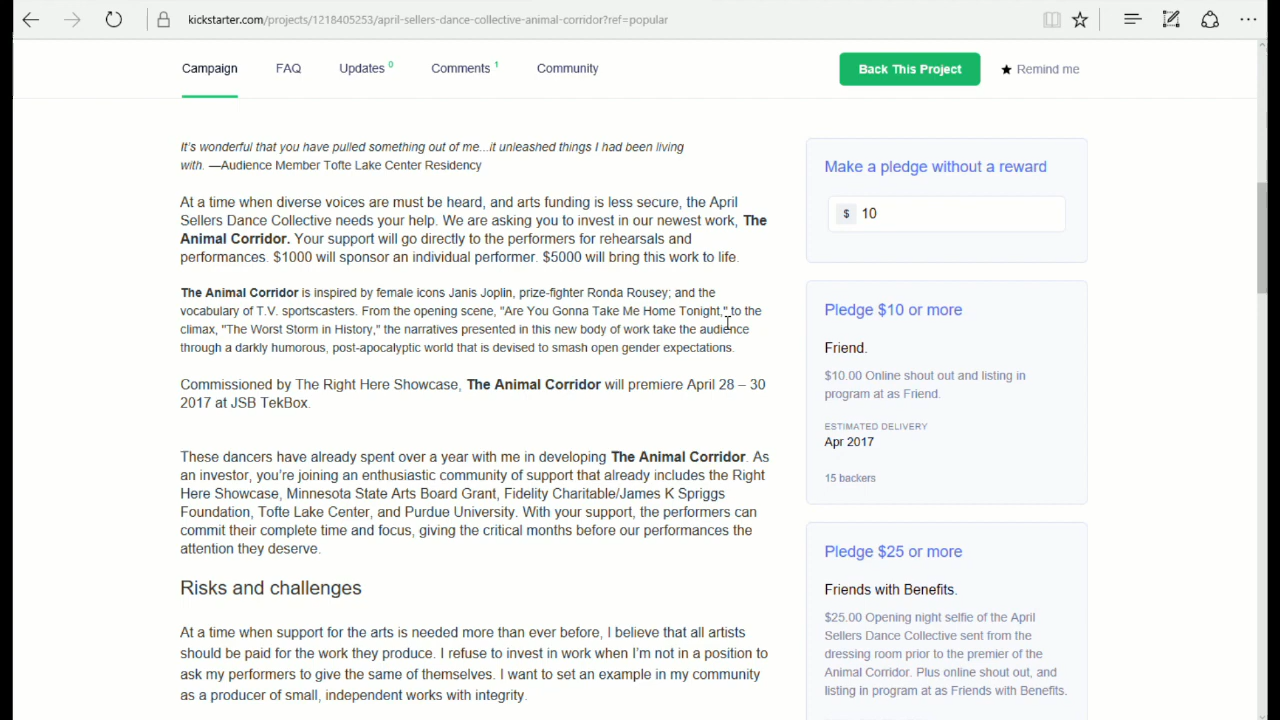 kickstarter.com/projects/1218405253/april-sellers-dance-collective-animal-corridor?ref=popular
Campaign FAQ Updates 0 Comments 1 Community
Back This Project
Remind me
It's wonderful that you have pulled something out of me...it unleashed things I had been living
with. —Audience Member Tofte Lake Center Residency
At a time when diverse voices are must be heard, and arts funding is less secure, the April
Sellers Dance Collective needs your help. We are asking you to invest in our newest work, The
Animal Corridor. Your support will go directly to the performers for rehearsals and
performances. $1000 will sponsor an individual performer. $5000 will bring this work to life.
The Animal Corridor is inspired by female icons Janis Joplin, prize-fighter Ronda Rousey; and the
vocabulary of T.V. sportscasters. From the opening scene, "Are You Gonna Take Me Home Tonight," to the
climax, "The Worst Storm in History," the narratives presented in this new body of work take the audience
through a darkly humorous, post-apocalyptic world that is devised to smash open gender expectations.
Commissioned by The Right Here Showcase, The Animal Corridor will premiere April 28 – 30
2017 at JSB TekBox.
These dancers have already spent over a year with me in developing The Animal Corridor. As
an investor, you're joining an enthusiastic community of support that already includes the Right
Here Showcase, Minnesota State Arts Board Grant, Fidelity Charitable/James K Spriggs
Foundation, Tofte Lake Center, and Purdue University. With your support, the performers can
commit their complete time and focus, giving the critical months before our performances the
attention they deserve.
Risks and challenges
At a time when support for the arts is needed more than ever before, I believe that all artists
should be paid for the work they produce. I refuse to invest in work when I'm not in a position to
ask my performers to give the same of themselves. I want to set an example in my community
as a producer of small, independent works with integrity.
Make a pledge without a reward
$ 10
Pledge $10 or more
Friend.
$10.00 Online shout out and listing in
program at as Friend.
ESTIMATED DELIVERY
Apr 2017
15 backers
Pledge $25 or more
Friends with Benefits.
$25.00 Opening night selfie of the April
Sellers Dance Collective sent from the
dressing room prior to the premier of the
Animal Corridor. Plus online shout out, and
listing in program at as Friends with Benefits.